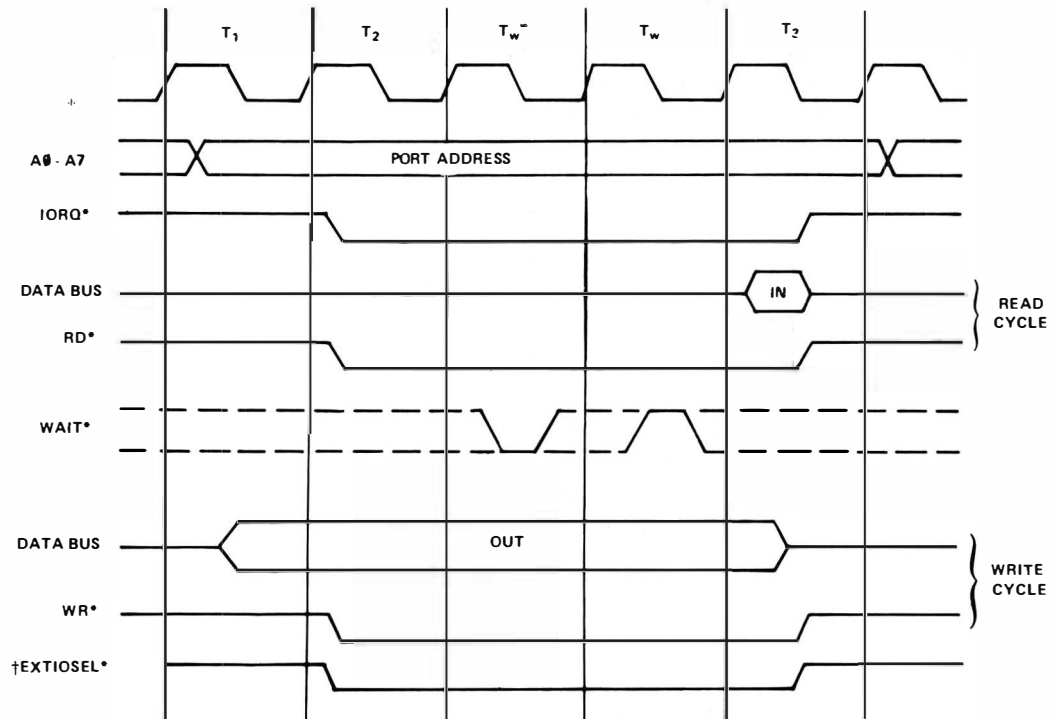 T1 T2 Tw* Tw T3
A0 - A7
PORT ADDRESS
IORQ*
DATA BUS
IN
READ
CYCLE
RD*
WAIT*
DATA BUS
OUT
WRITE
CYCLE
WR*
†EXTIOSEL*